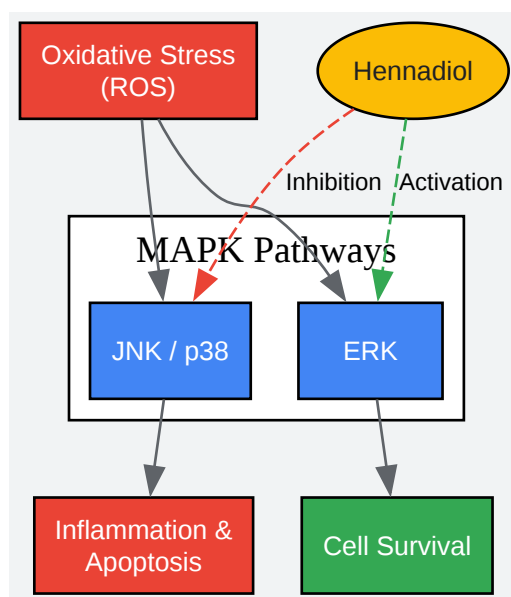 Oxidative Stress
(ROS)
Hennadiol
Inhibition
Activation
MAPK Pathways
JNK / p38
ERK
Inflammation &
Apoptosis
Cell Survival